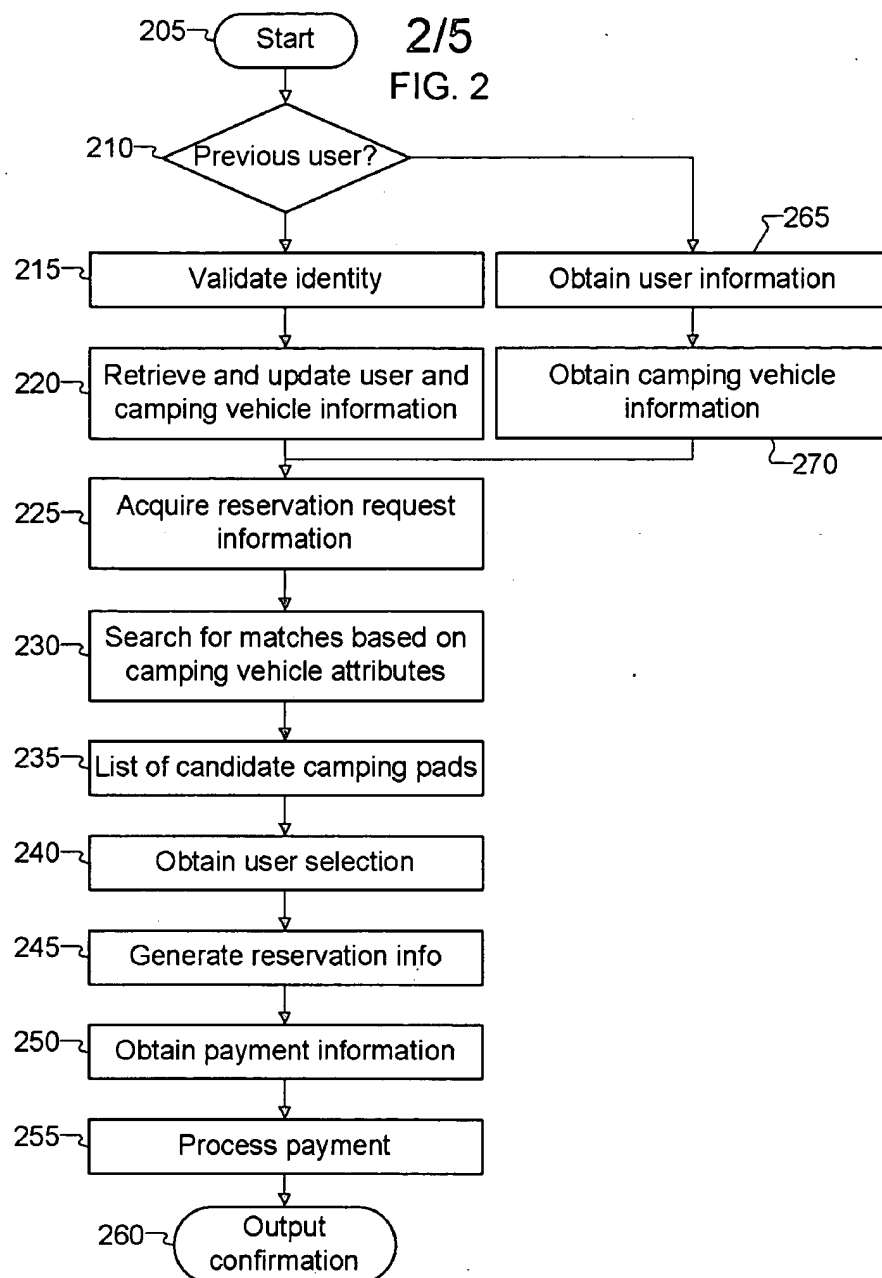 205
Start
2/5
FIG. 2
210
Previous user?
265
215
Validate identity
Obtain user information
220
Retrieve and update user and
camping vehicle information
Obtain camping vehicle
information
270
225
Acquire reservation request
information
230
Search for matches based on
camping vehicle attributes
235
List of candidate camping pads
240
Obtain user selection
245
Generate reservation info
250
Obtain payment information
255
Process payment
260
Output
confirmation